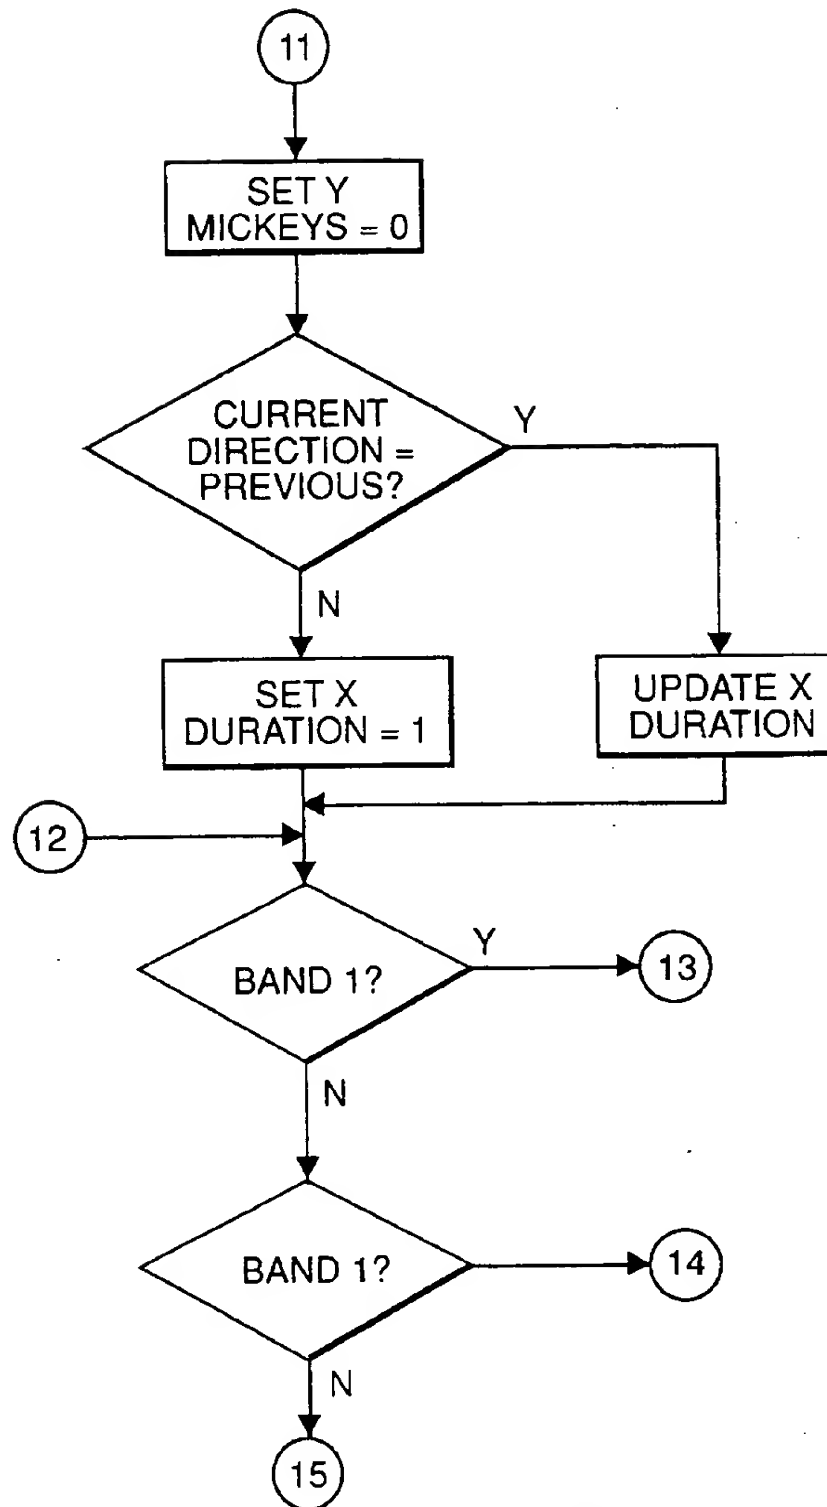 11
SET Y
MICKEYS = 0
CURRENT
DIRECTION =
PREVIOUS?
Y
N
SET X
DURATION = 1
UPDATE X
DURATION
12
BAND 1?
Y
13
N
BAND 1?
14
N
15